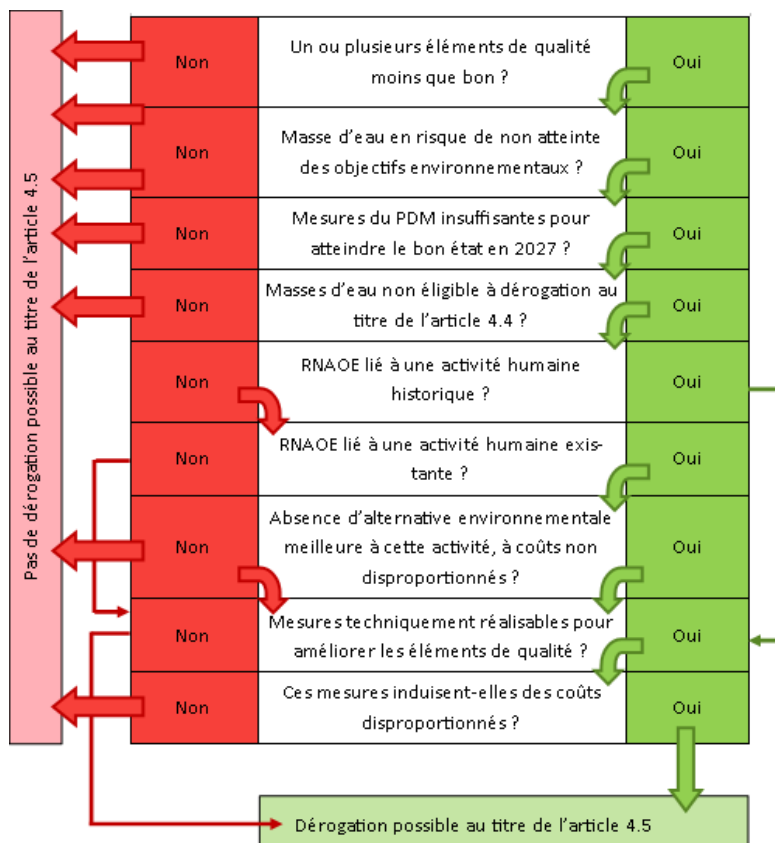 Pas de dérogation possible au titre de l'article 4.5
Non
Un ou plusieurs éléments de qualité
moins que bon ?
Oui
Non
Masse d'eau en risque de non atteinte
des objectifs environnementaux ?
Oui
Non
Mesures du PDM insuffisantes pour
atteindre le bon état en 2027 ?
Oui
Non
Masses d'eau non éligible à dérogation au
titre de l'article 4.4 ?
Oui
Non
RNAOE lié à une activité humaine
historique ?
Oui
Non
RNAOE lié à une activité humaine exis-
tante ?
Oui
Non
Absence d'alternative environnementale
meilleure à cette activité, à coûts non
disproportionnés ?
Oui
Non
Mesures techniquement réalisables pour
améliorer les éléments de qualité ?
Oui
Non
Ces mesures induisent-elles des coûts
disproportionnés ?
Oui
Dérogation possible au titre de l'article 4.5